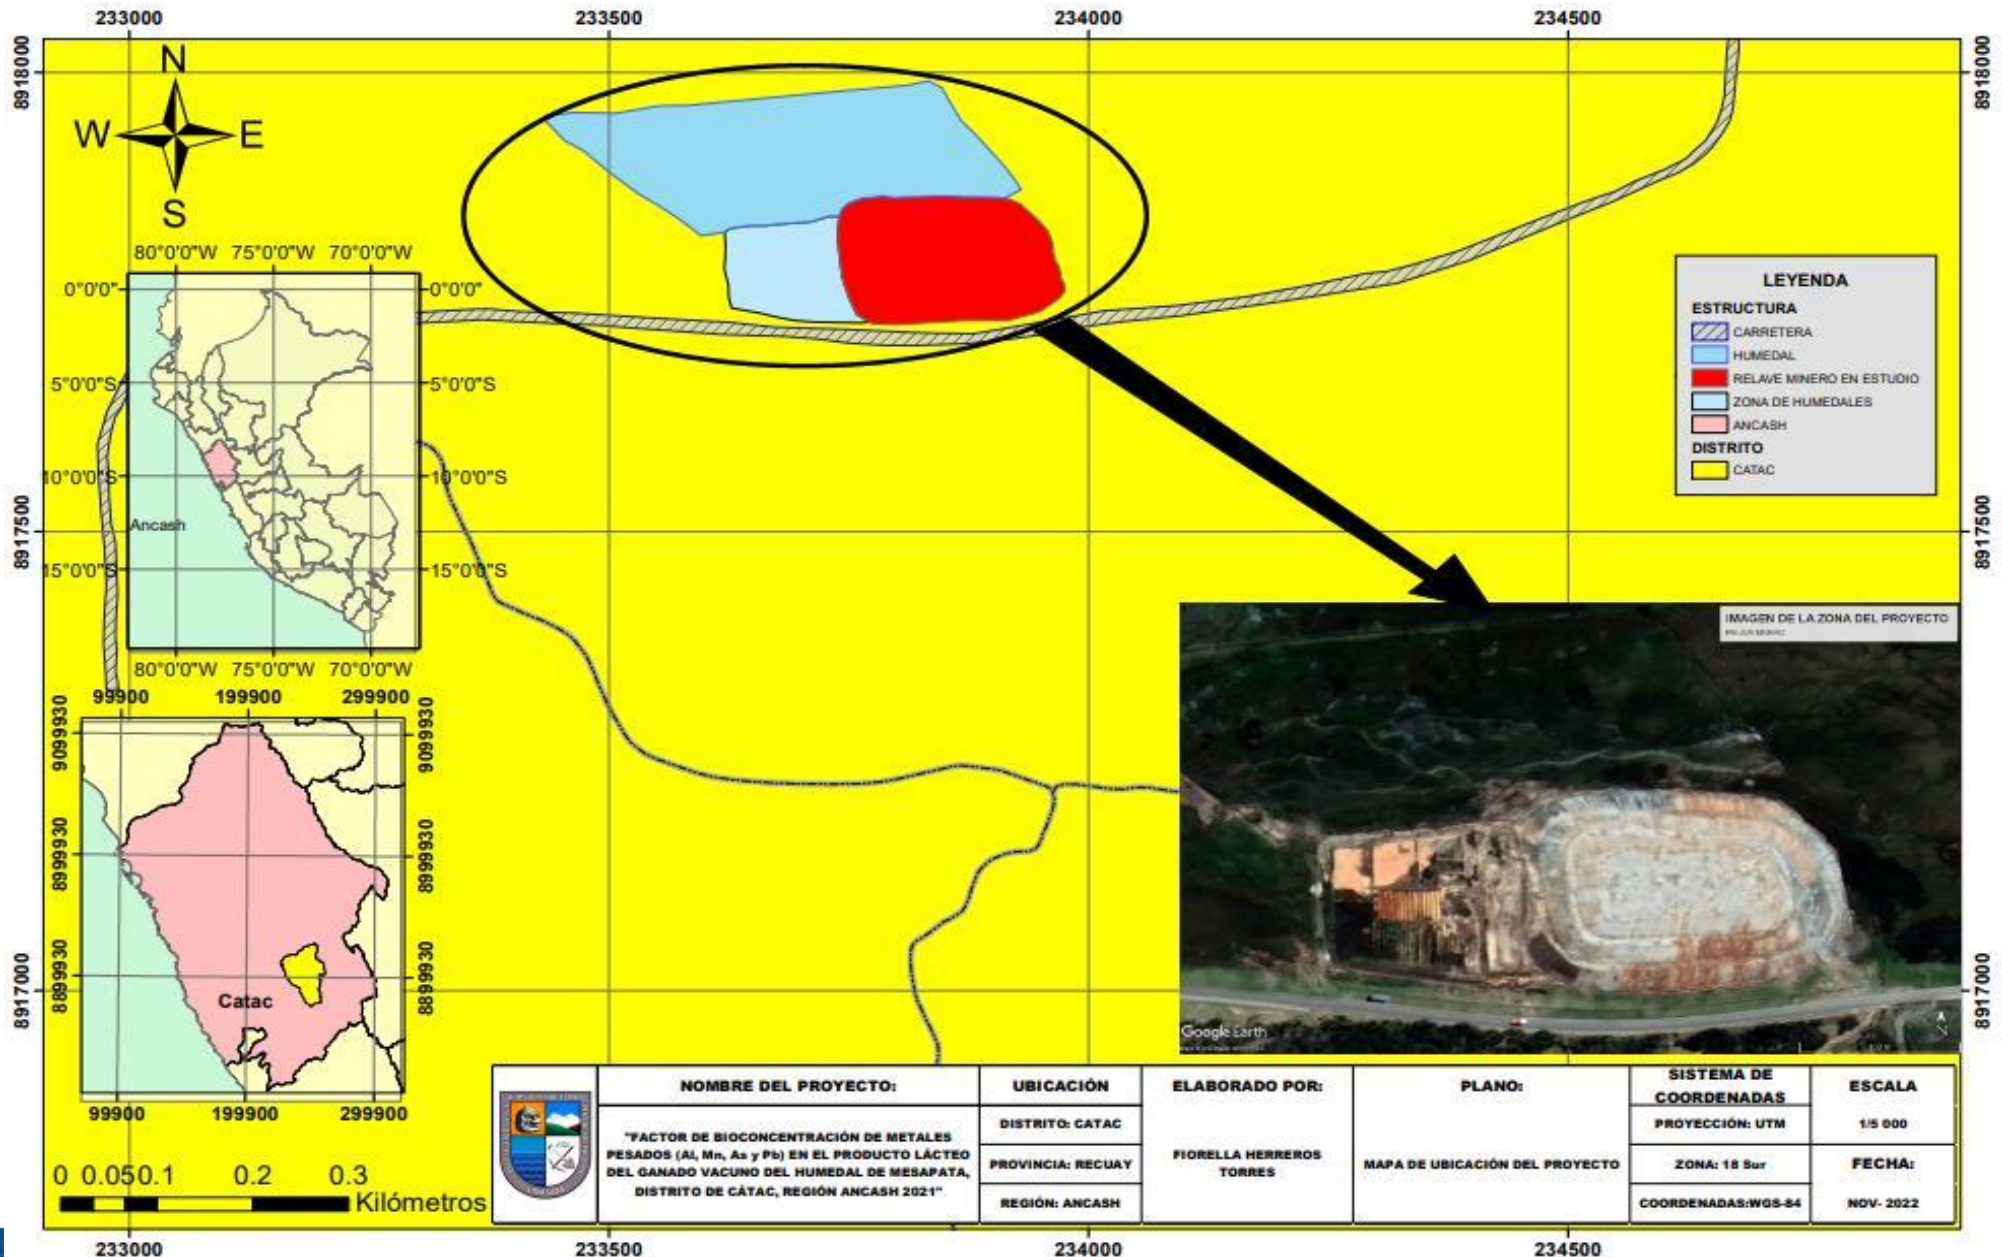 233000
233500
234000
234500
8918000
8918000
N
W E
S
80°0'0"W 75°0'0"W 70°0'0"W
0°0'0"
0°0'0"
5°0'0"S
5°0'0"S
10°0'0"S
10°0'0"S
Ancash
15°0'0"S
15°0'0"S
80°0'0"W 75°0'0"W 70°0'0"W
8917500
8917500
LEYENDA
ESTRUCTURA
CARRETERA
HUMEDAL
RELAVE MINERO EN ESTUDIO
ZONA DE HUMEDALES
ANCASH
DISTRITO
CATAC
99900
199900
299900
9099930
9099930
8999930
8999930
8899930
8899930
Catac
99900
199900
299900
IMAGEN DE LA ZONA DEL PROYECTO
Google Earth
N
8917000
8917000
0 0.05 0.1 0.2 0.3
Kilómetros
NOMBRE DEL PROYECTO:
"FACTOR DE BIOCONCENTRACIÓN DE METALES
PESADOS (Al, Mn, As y Pb) EN EL PRODUCTO LÁCTEO
DEL GANADO VACUNO DEL HUMEDAL DE MESAPATA,
DISTRITO DE CÁTAC, REGIÓN ANCASH 2021"
UBICACIÓN
DISTRITO: CATAC
PROVINCIA: RECUAY
REGIÓN: ANCASH
ELABORADO POR:
FIORELLA HERREROS
TORRES
PLANO:
MAPA DE UBICACIÓN DEL PROYECTO
SISTEMA DE
COORDENADAS
PROYECCIÓN: UTM
ZONA: 18 Sur
COORDENADAS:WGS-84
ESCALA
1/5 000
FECHA:
NOV- 2022
233000
233500
234000
234500